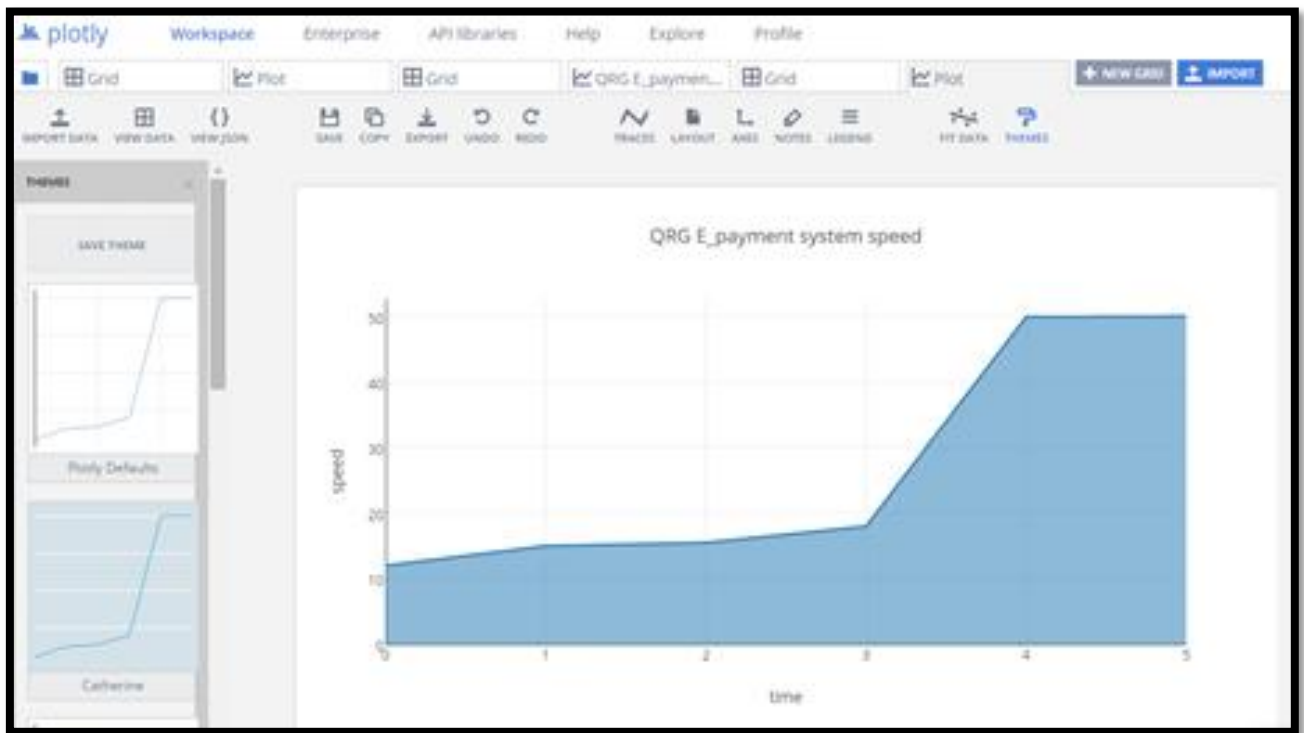 plotly Workspace Enterprise API libraries Help Explore Profile
Grid Plot Grid QRG E_paymen... Grid Plot + NEW GRID IMPORT
IMPORT DATA VIEW DATA VIEW JSON SAVE COPY EXPORT UNDO REDO TRACES LAYOUT AXES NOTES LEGEND FIT DATA THEMES
THEMES
SAVE THEME
QRG E_payment system speed
50
40
30
20
10
0
speed
0 1 2 3 4 5
time
Plotly Defaults
Catherine